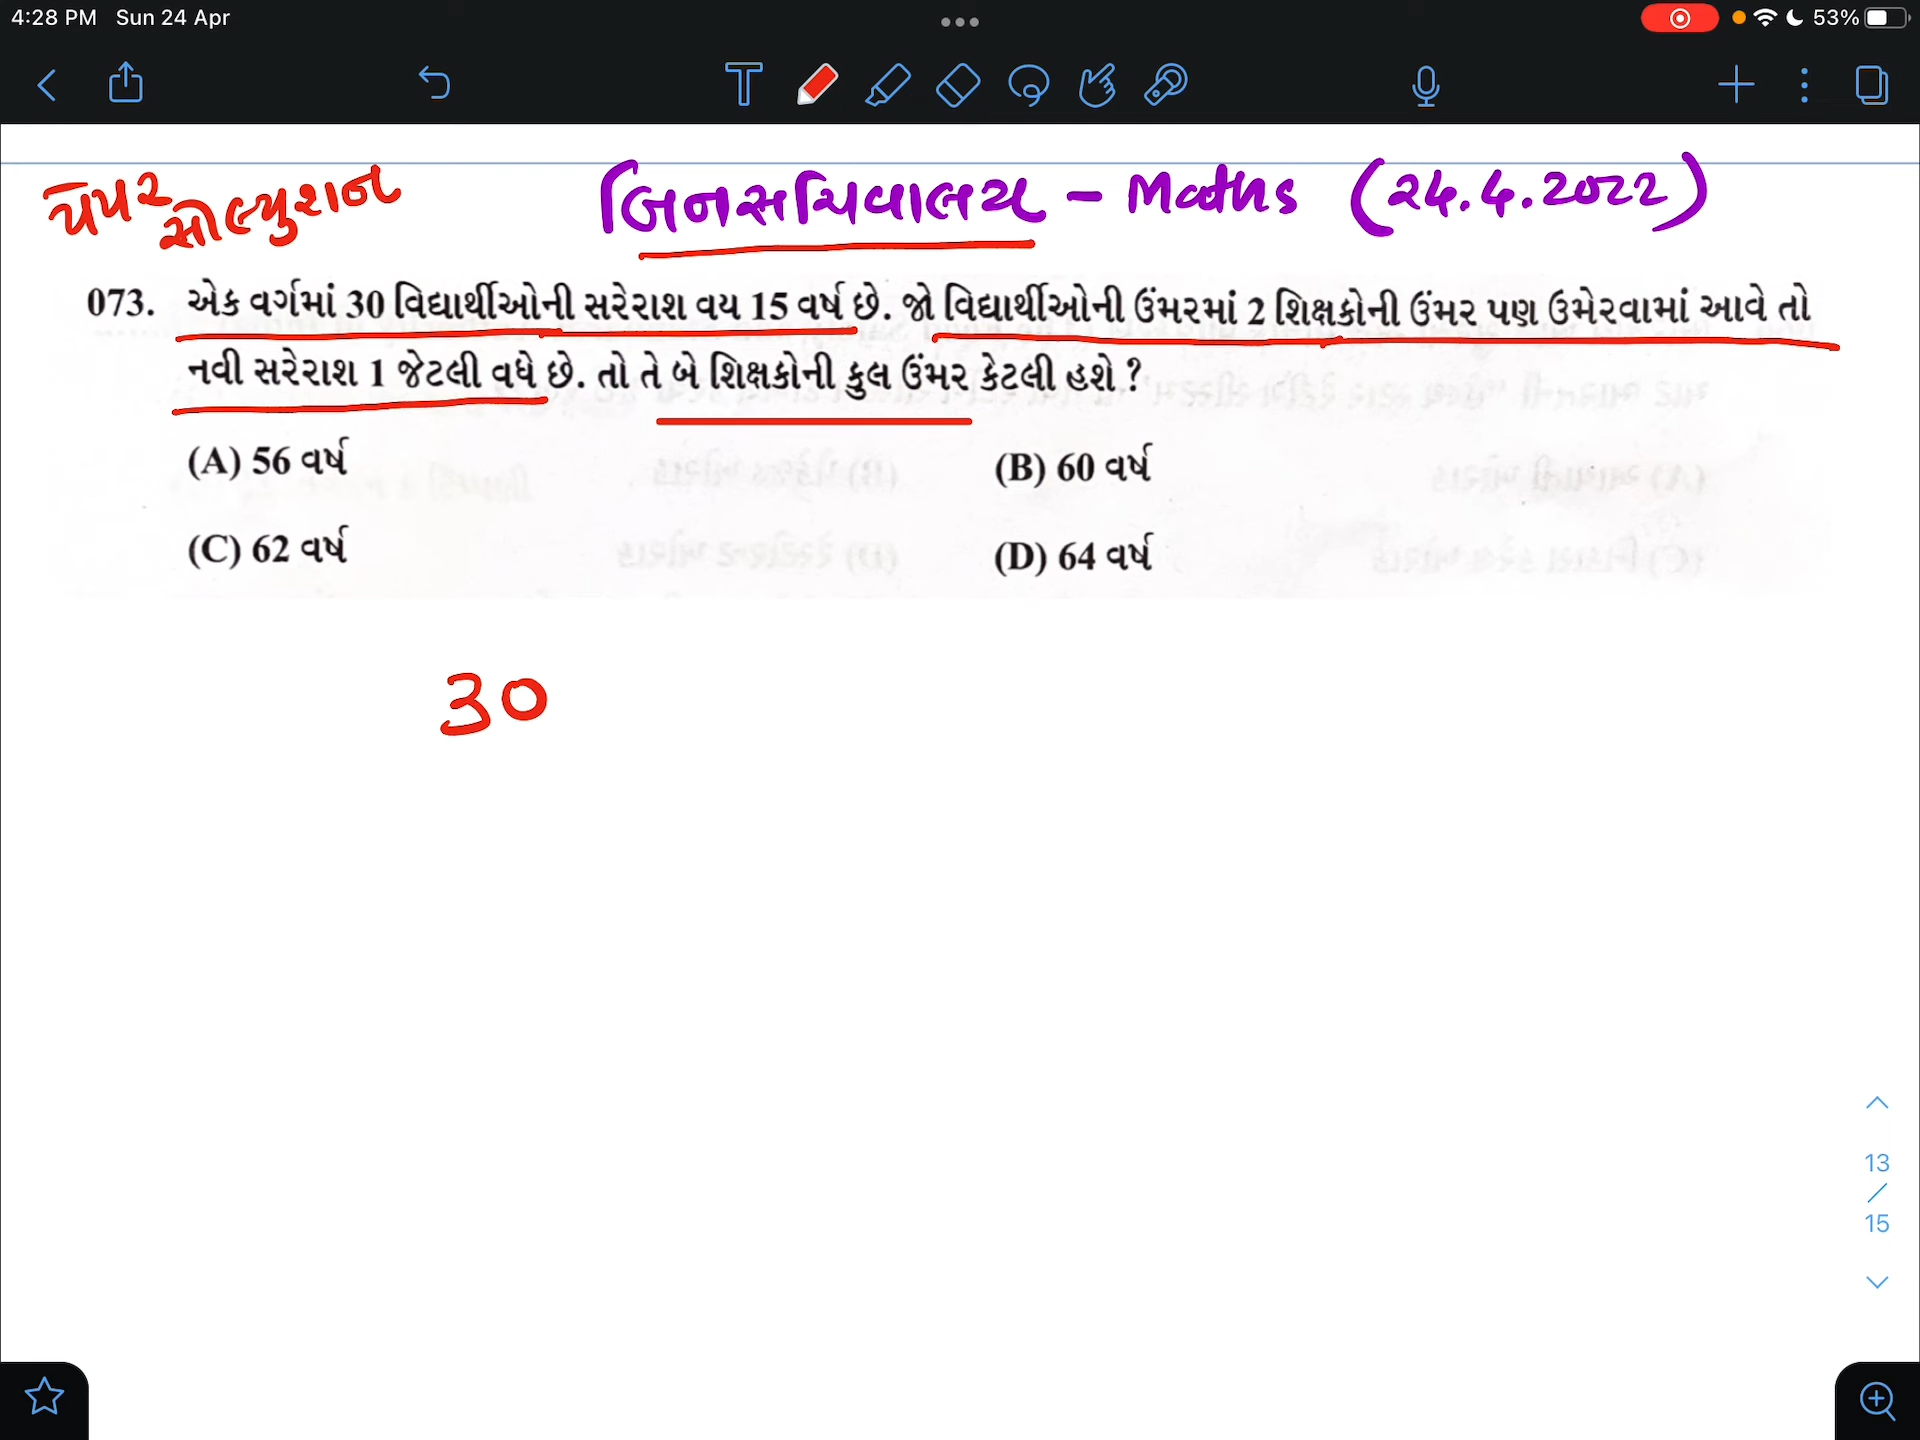 4:28 PM Sun 24 Apr
53%
પેપર સોલ્યુશન
બિનસચિવાલય - Maths (24.4.2022)
073. એક વર્ગમાં 30 વિદ્યાર્થીઓની સરેરાશ વય 15 વર્ષ છે. જો વિદ્યાર્થીઓની ઉંમરમાં 2 શિક્ષકોની ઉંમર પણ ઉમેરવામાં આવે તો
નવી સરેરાશ 1 જેટલી વધે છે. તો તે બે શિક્ષકોની કુલ ઉંમર કેટલી હશે ?
(A) 56 વર્ષ (B) 60 વર્ષ
(C) 62 વર્ષ (D) 64 વર્ષ
30
13
/
15